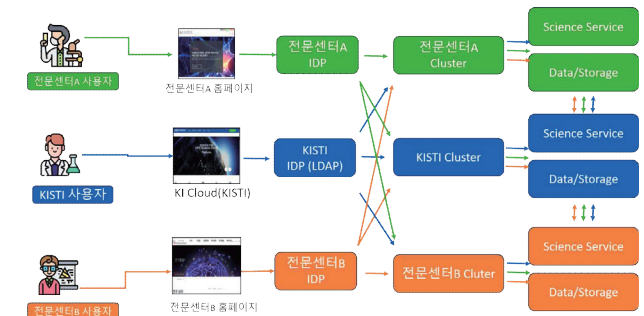 전문센터A 사용자
전문센터A 홈페이지
전문센터A
IDP
전문센터A
Cluster
Science Service
Data/Storage
KISTI 사용자
KI Cloud(KISTI)
KISTI
IDP (LDAP)
KISTI Cluster
Science Service
Data/Storage
전문센터B 사용자
전문센터B 홈페이지
전문센터B
IDP
전문센터B Cluter
Science Service
Data/Storage